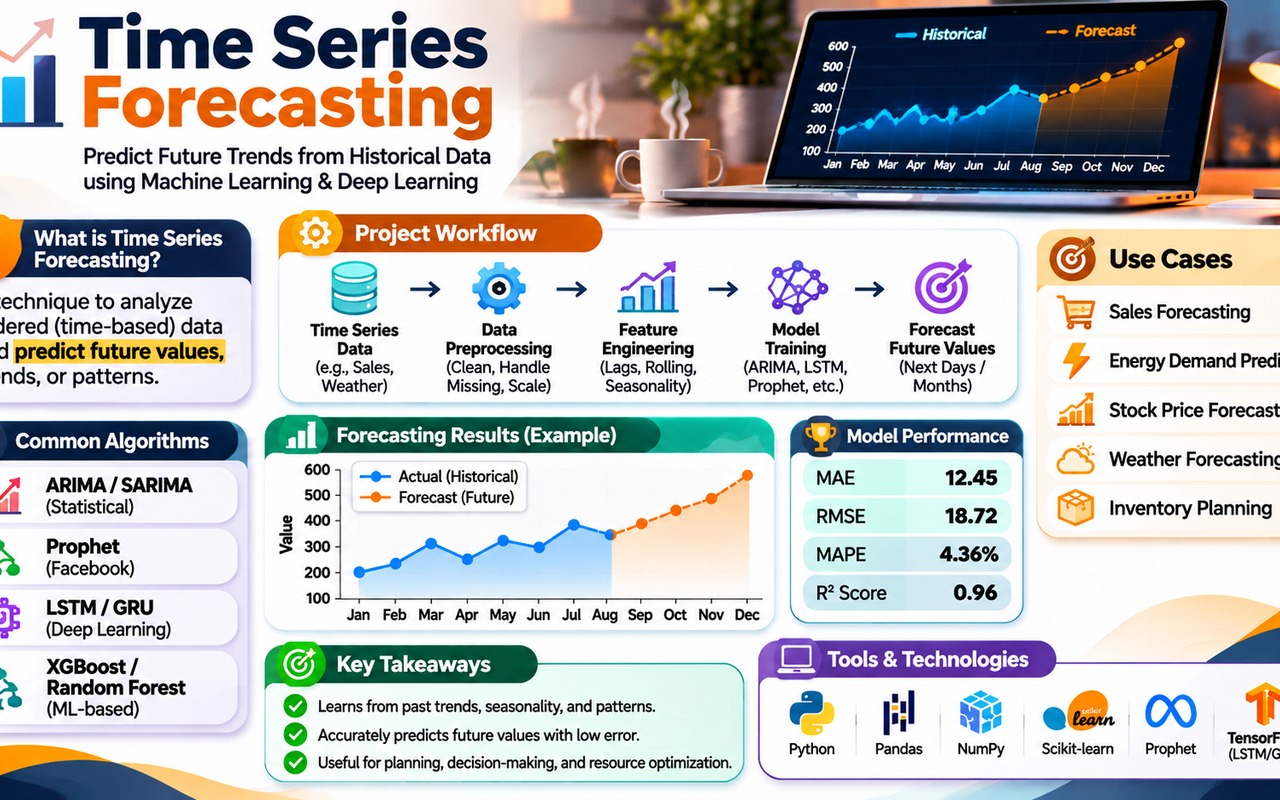 Time Series
Forecasting
Predict Future Trends from Historical Data
using Machine Learning & Deep Learning
Historical
Forecast
600
500
400
300
200
100
Jan Feb Mar Apr May Jun Jul Aug Sep Oct Nov Dec
What is Time Series
Forecasting?
technique to analyze
dered (time-based) data
d predict future values,
nds, or patterns.
Project Workflow
Time Series
Data
(e.g., Sales,
Weather)
Data
Preprocessing
(Clean, Handle
Missing, Scale)
Feature
Engineering
(Lags, Rolling,
Seasonality)
Model
Training
(ARIMA, LSTM,
Prophet, etc.)
Forecast
Future Values
(Next Days /
Months)
Use Cases
Sales Forecasting
Energy Demand Predi
Stock Price Forecast
Weather Forecasting
Inventory Planning
Common Algorithms
ARIMA / SARIMA
(Statistical)
Prophet
(Facebook)
LSTM / GRU
(Deep Learning)
XGBoost /
Random Forest
(ML-based)
Forecasting Results (Example)
Actual (Historical)
Forecast (Future)
Value
600
500
400
300
200
100
Jan Feb Mar Apr May Jun Jul Aug Sep Oct Nov Dec
Model Performance
MAE 12.45
RMSE 18.72
MAPE 4.36%
R² Score 0.96
Key Takeaways
Learns from past trends, seasonality, and patterns.
Accurately predicts future values with low error.
Useful for planning, decision-making, and resource optimization.
Tools & Technologies
Python
Pandas
NumPy
learn
Scikit-learn
Prophet
TensorF
(LSTM/G